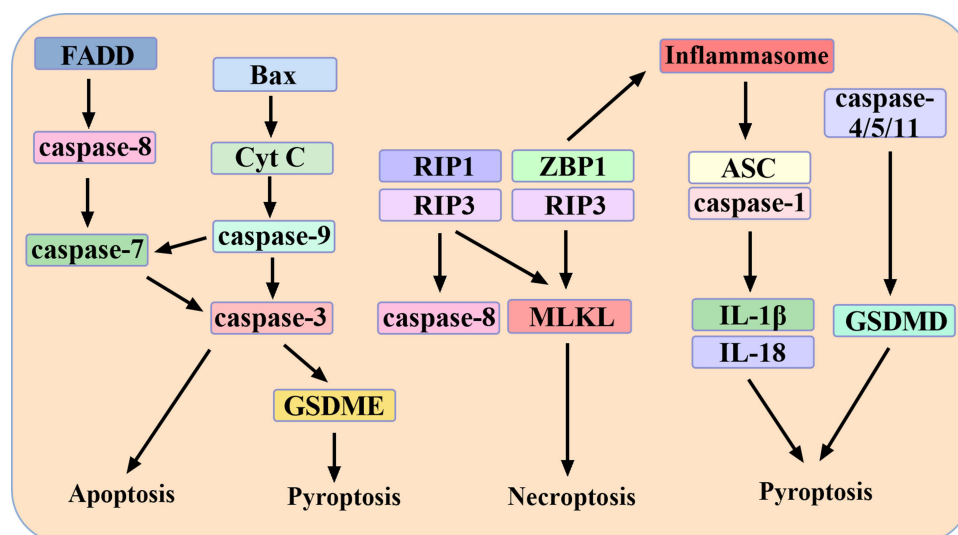 FADD
Bax
Inflammasome
caspase-
4/5/11
caspase-8
Cyt C
RIP1
ZBP1
ASC
RIP3
RIP3
caspase-1
caspase-7
caspase-9
caspase-3
caspase-8
MLKL
IL-1β
GSDMD
IL-18
GSDME
Apoptosis
Pyroptosis
Necroptosis
Pyroptosis